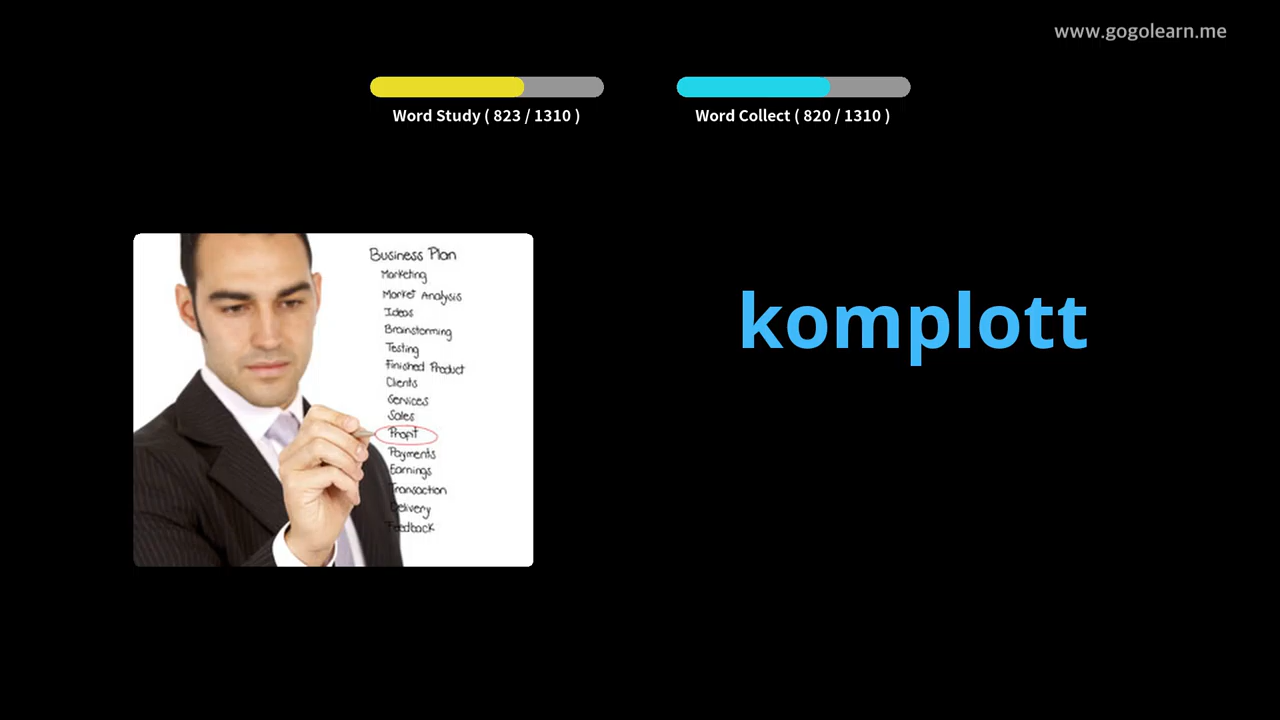 www.gogolearn.me
Word Study ( 823 / 1310 )
Word Collect ( 820 / 1310 )
Business Plan
Marketing
Market Analysis
Ideas
Brainstorming
Testing
Finished Product
Clients
Services
Sales
Profit
Payments
Earnings
Transaction
Delivery
Feedback
komplott